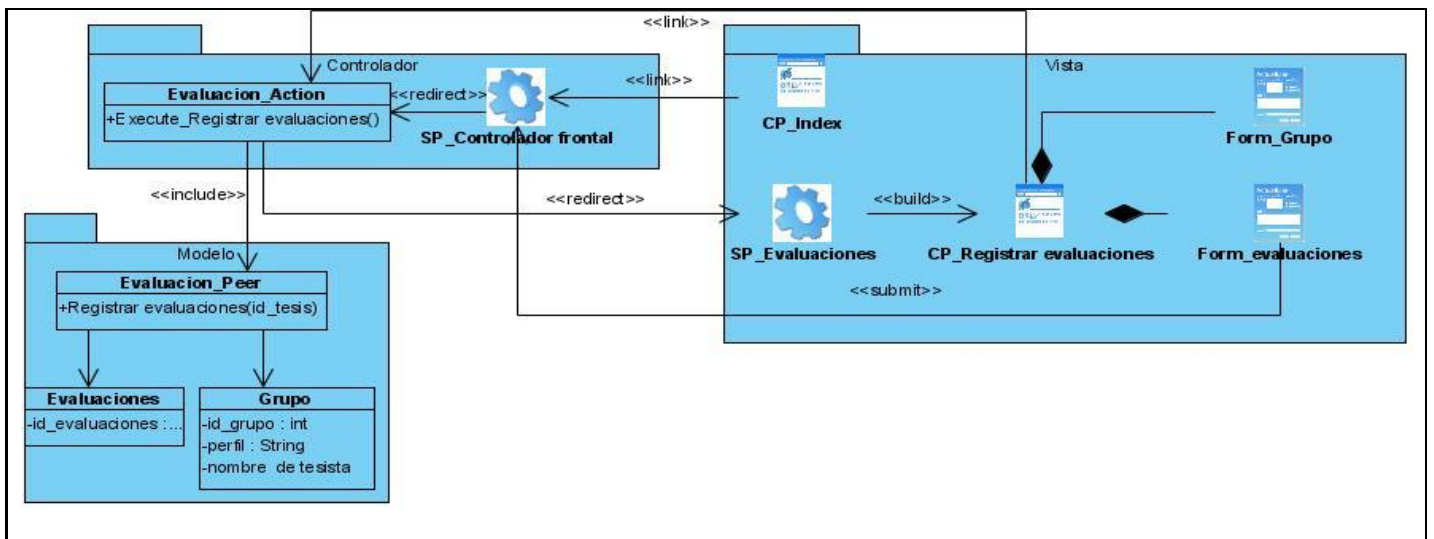 <<link>>
Controlador
Vista
Evaluacion_Action
<<redirect>>
<<link>>
+Execute_Registrar evaluaciones()
SP_Controlador frontal
CP_Index
Form_Grupo
<<include>>
<<redirect>>
<<build>>
Modelo
SP_Evaluaciones
CP_Registrar evaluaciones
Form_evaluaciones
Evaluacion_Peer
+Registrar evaluaciones(id_tesis)
<<submit>>
Evaluaciones
-id_evaluaciones :...
Grupo
-id_grupo : int
-perfil : String
-nombre de tesista